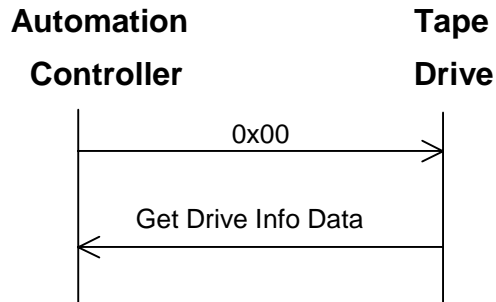 Automation
Controller
Tape
Drive
0x00
Get Drive Info Data